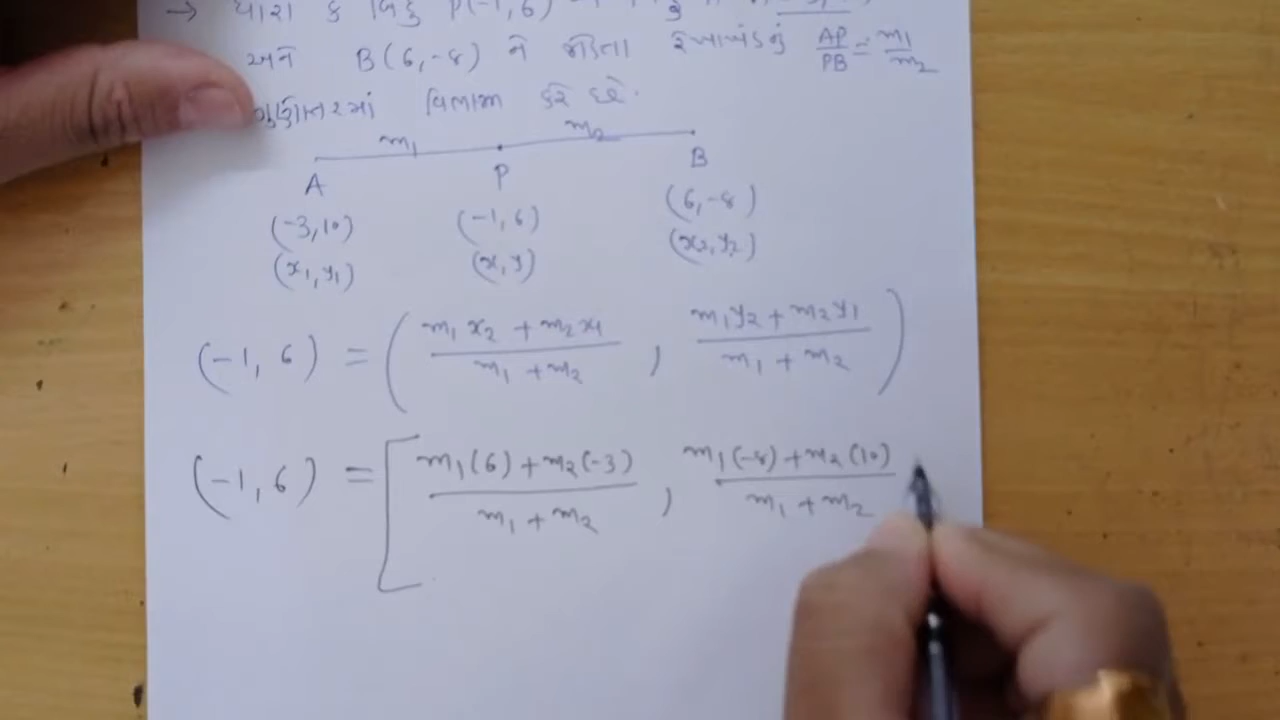 → ધારો કે બિંદુ P(-1,6)
અને B(6,-8) ને જોડતા રેખાખંડનું AP/PB = m1/m2
ગુણોત્તરમાં વિભાજન કરે છે.
m1 m2
A P B
(-3,10) (-1,6) (6,-8)
(x1,y1) (x,y) (x2,y2)
(-1,6) = ( (m1x2 + m2x1)/(m1 + m2) , (m1y2 + m2y1)/(m1 + m2) )
(-1,6) = [ (m1(6) + m2(-3))/(m1 + m2) , (m1(-8) + m2(10))/(m1 + m2)